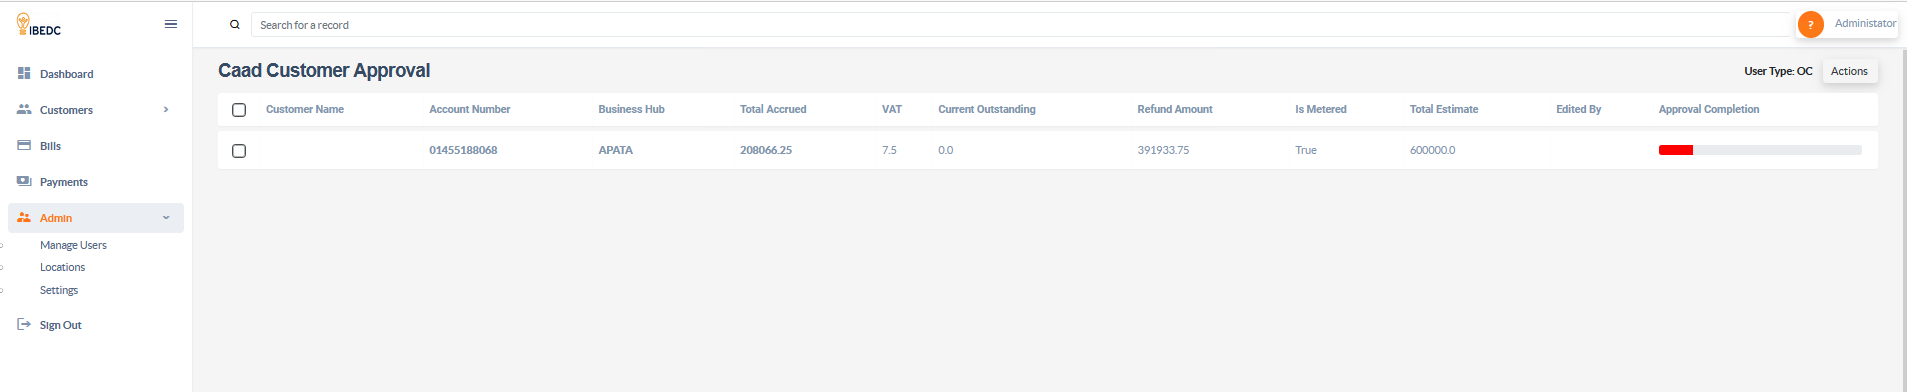 IBEDC
Search for a record
?
Administator
Dashboard
Customers
Bills
Payments
Admin
Manage Users
Locations
Settings
Sign Out
Caad Customer Approval
User Type: OC
Actions
Customer Name Account Number Business Hub Total Accrued VAT Current Outstanding Refund Amount Is Metered Total Estimate Edited By Approval Completion
01455188068 APATA 208066.25 7.5 0.0 391933.75 True 600000.0